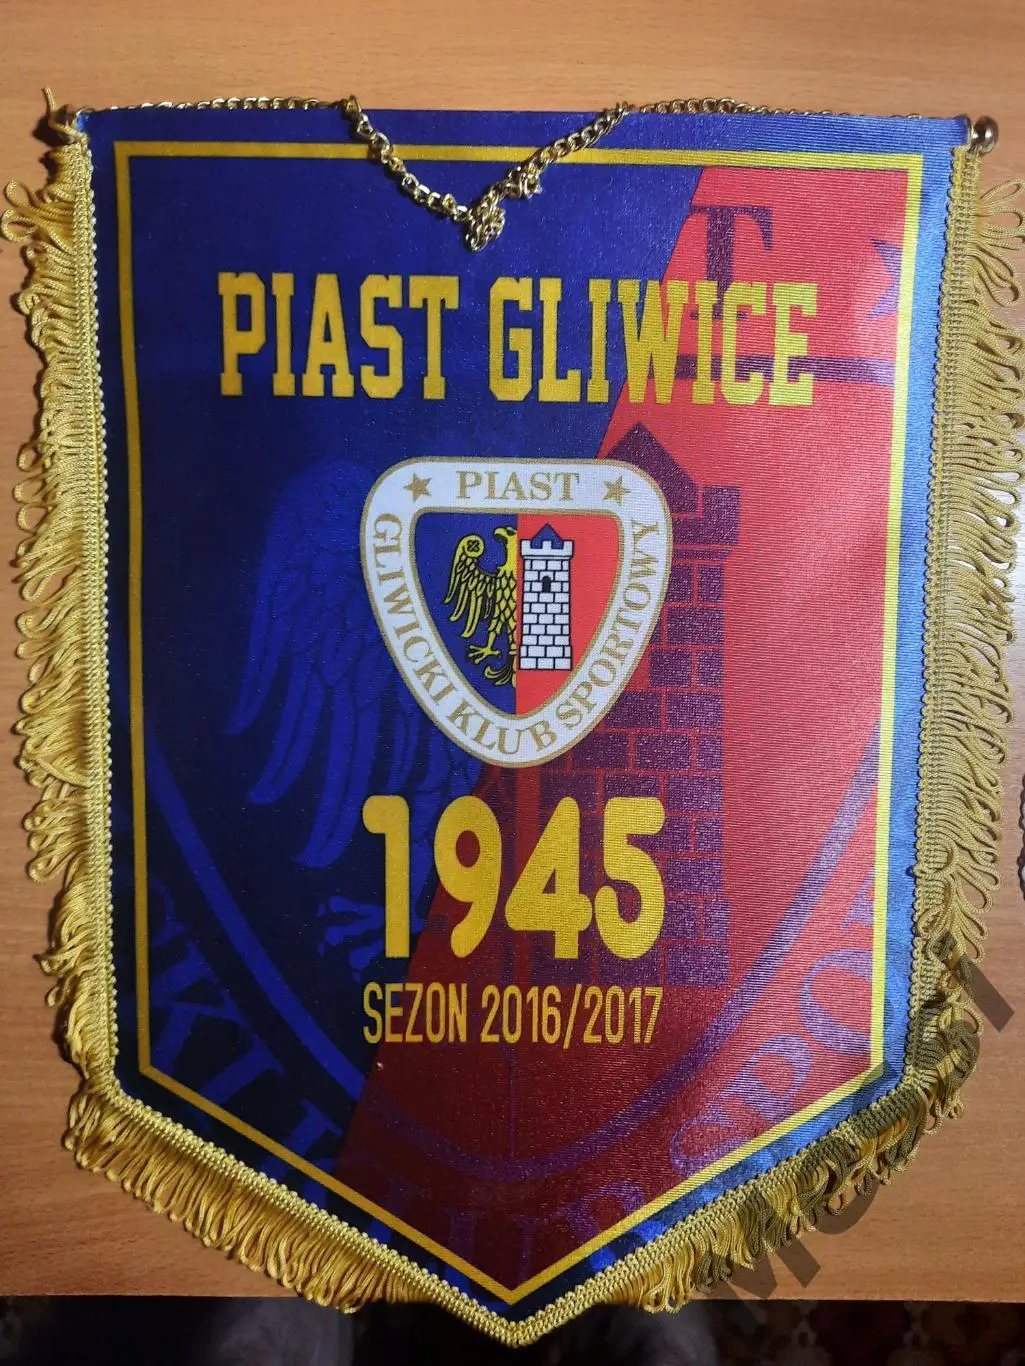 PIAST GLIWICE
PIAST
GLIWICKI KLUB SPORTOWY
1945
SEZON 2016/2017